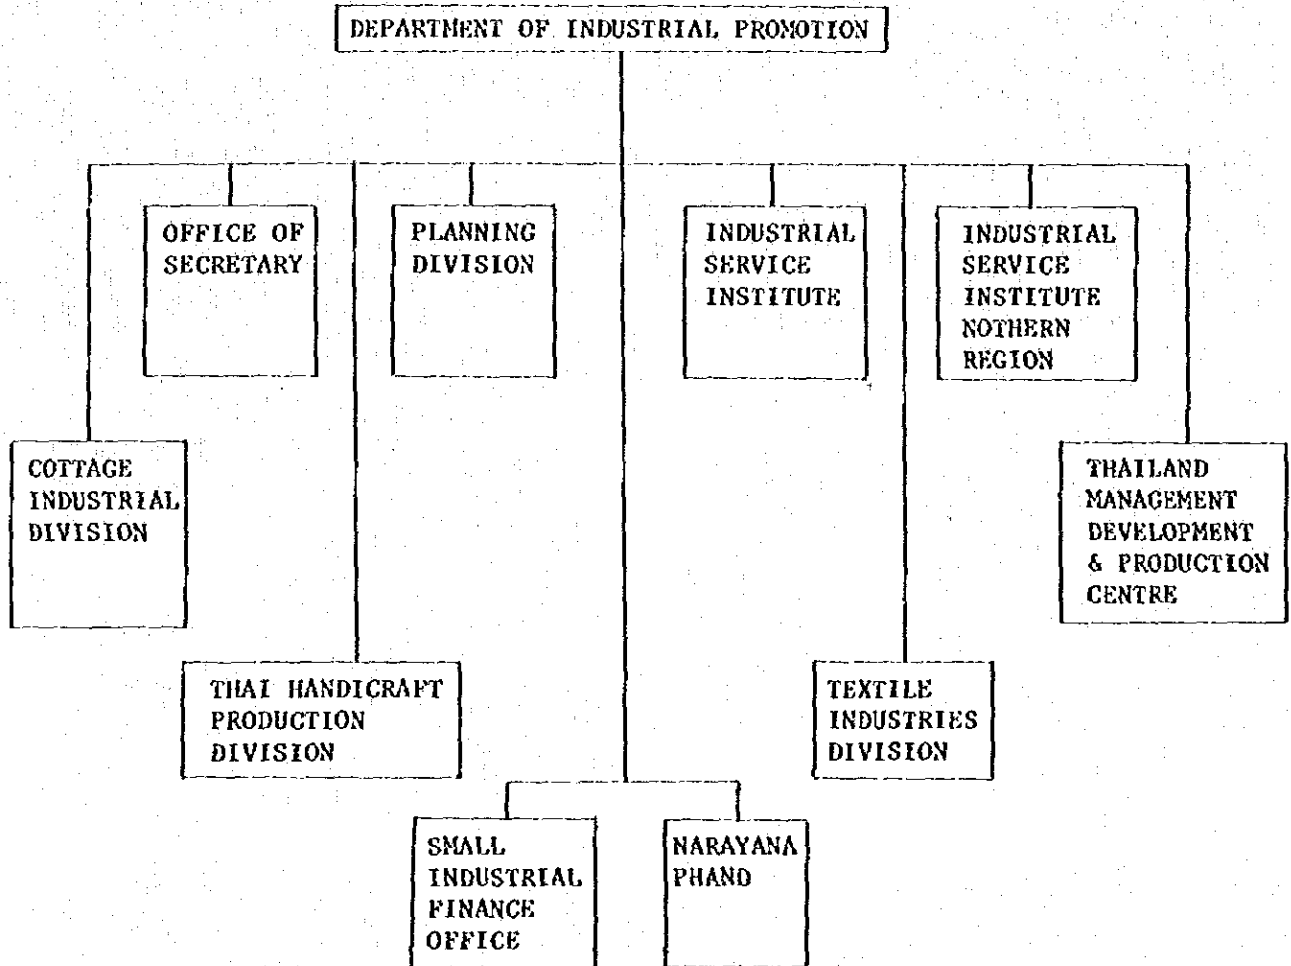 DEPARTMENT OF INDUSTRIAL PROMOTION
OFFICE OF
SECRETARY
PLANNING
DIVISION
INDUSTRIAL
SERVICE
INSTITUTE
INDUSTRIAL
SERVICE
INSTITUTE
NOTHERN
REGION
COTTAGE
INDUSTRIAL
DIVISION
THAILAND
MANAGEMENT
DEVELOPMENT
& PRODUCTION
CENTRE
THAI HANDICRAFT
PRODUCTION
DIVISION
TEXTILE
INDUSTRIES
DIVISION
SMALL
INDUSTRIAL
FINANCE
OFFICE
NARAYANA
PHAND